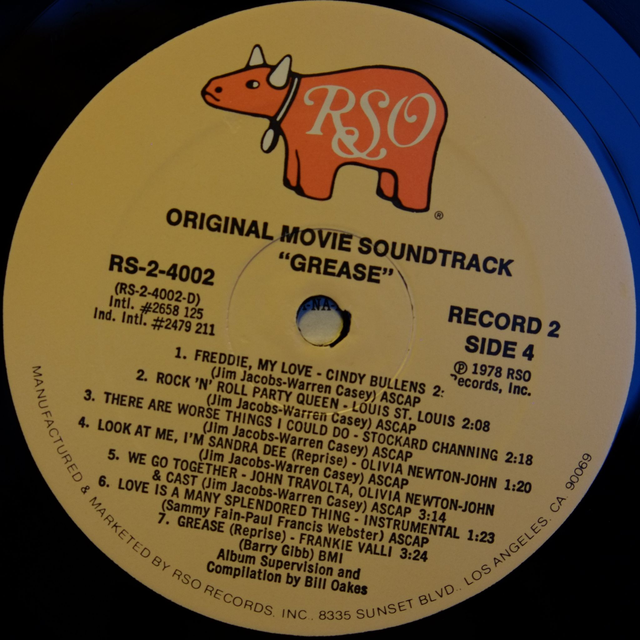 RSO
®
ORIGINAL MOVIE SOUNDTRACK
"GREASE"
RS-2-4002
(RS-2-4002-D)
Intl. #2658 125
Ind. Intl. #2479 211
RECORD 2
SIDE 4
℗ 1978 RSO
Records, Inc.
1. FREDDIE, MY LOVE - CINDY BULLENS 2:
(Jim Jacobs-Warren Casey) ASCAP
2. ROCK 'N' ROLL PARTY QUEEN - LOUIS ST. LOUIS 2:08
(Jim Jacobs-Warren Casey) ASCAP
3. THERE ARE WORSE THINGS I COULD DO - STOCKARD CHANNING 2:18
(Jim Jacobs-Warren Casey) ASCAP
4. LOOK AT ME, I'M SANDRA DEE (Reprise) - OLIVIA NEWTON-JOHN 1:20
(Jim Jacobs-Warren Casey) ASCAP
5. WE GO TOGETHER - JOHN TRAVOLTA, OLIVIA NEWTON-JOHN
& CAST (Jim Jacobs-Warren Casey) ASCAP 3:14
6. LOVE IS A MANY SPLENDORED THING - INSTRUMENTAL 1:23
(Sammy Fain-Paul Francis Webster) ASCAP
7. GREASE (Reprise) - FRANKIE VALLI 3:24
(Barry Gibb) BMI
Album Supervision and
Compilation by Bill Oakes
MANUFACTURED & MARKETED BY RSO RECORDS, INC., 8335 SUNSET BLVD., LOS ANGELES, CA. 90069